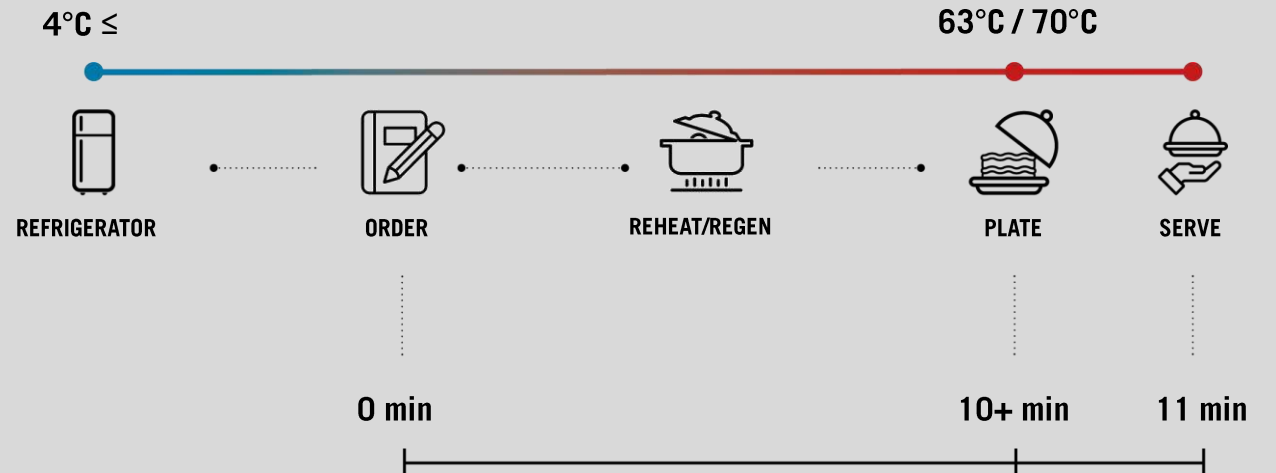 4°C ≤
63°C / 70°C
REFRIGERATOR
ORDER
REHEAT/REGEN
PLATE
SERVE
0 min
10+ min
11 min